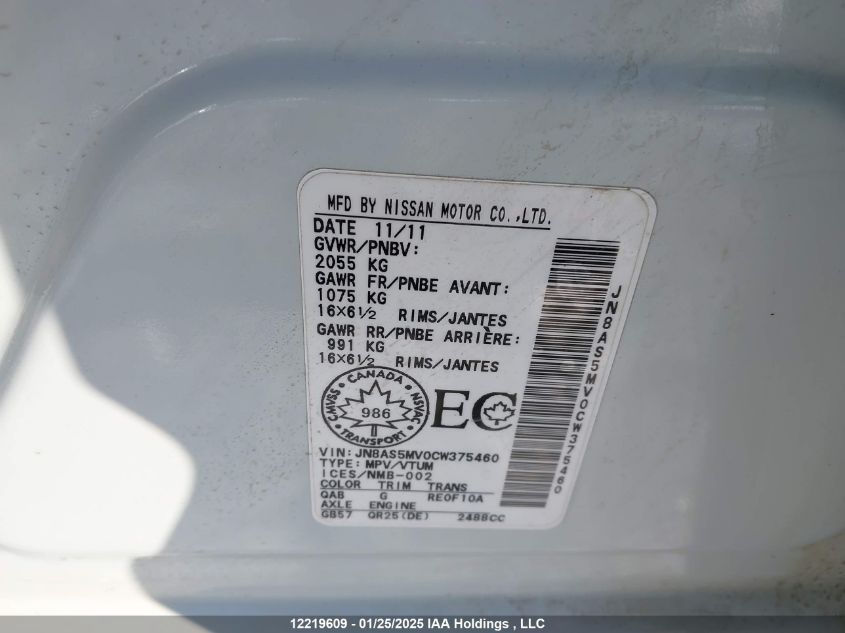 MFD BY NISSAN MOTOR CO.,LTD.
DATE 11/11
GVWR/PNBV:
2055 KG
GAWR FR/PNBE AVANT:
1075 KG
16×6½ RIMS/JANTES
GAWR RR/PNBE ARRIÈRE:
991 KG
16×6½ RIMS/JANTES
CANADA
CMVSS
986
NSVAC
TRANSPORT
EC
VIN: JN8AS5MV0CW375460
TYPE: MPV/VTUM
ICES/NMB-002
COLOR TRIM TRANS
QAB G RE0F10A
AXLE ENGINE
GB57 QR25(DE) 2488CC
JN8AS5MV0CW375460
12219609 - 01/25/2025 IAA Holdings , LLC